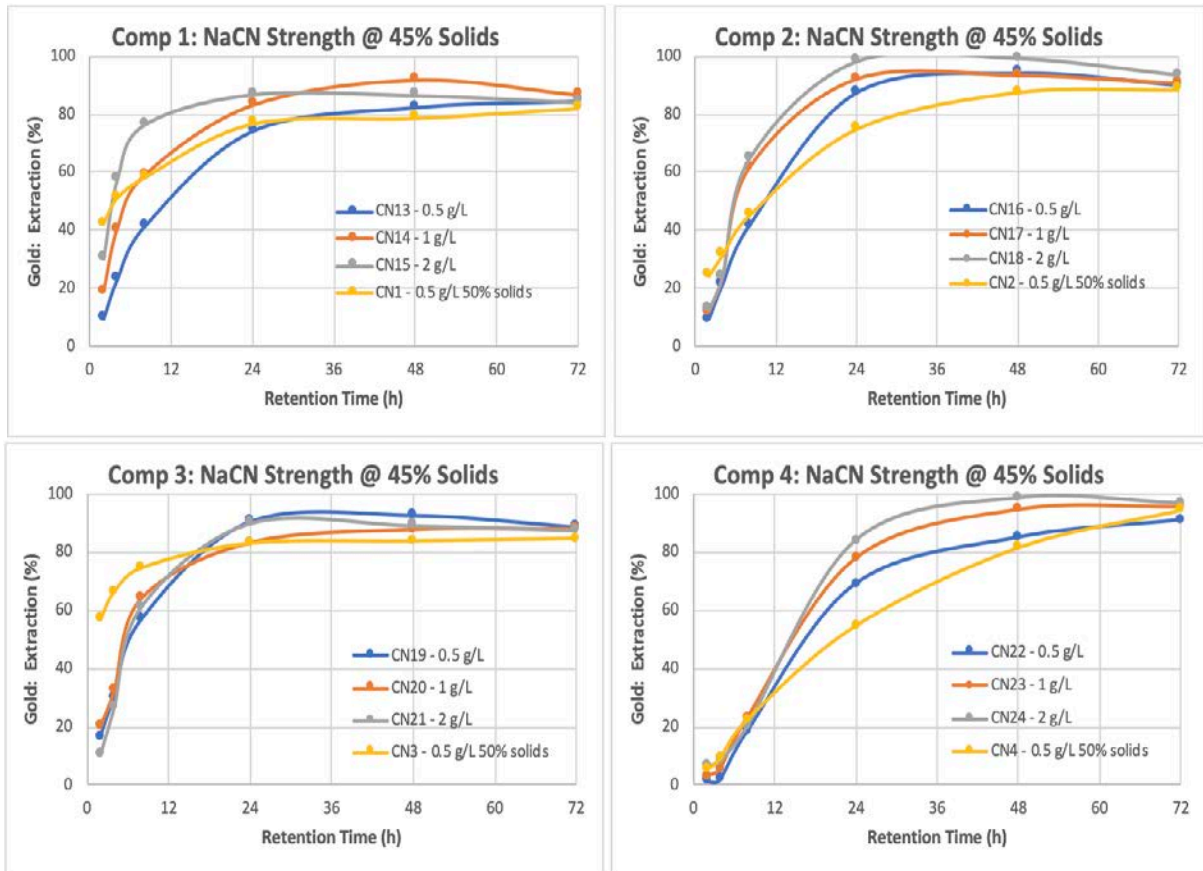 Comp 1: NaCN Strength @ 45% Solids
Gold: Extraction (%)
100
80
60
40
20
0
CN13 - 0.5 g/L
CN14 - 1 g/L
CN15 - 2 g/L
CN1 - 0.5 g/L 50% solids
0 12 24 36 48 60 72
Retention Time (h)
Comp 2: NaCN Strength @ 45% Solids
Gold: Extraction (%)
100
80
60
40
20
0
CN16 - 0.5 g/L
CN17 - 1 g/L
CN18 - 2 g/L
CN2 - 0.5 g/L 50% solids
0 12 24 36 48 60 72
Retention Time (h)
Comp 3: NaCN Strength @ 45% Solids
Gold: Extraction (%)
100
80
60
40
20
0
CN19 - 0.5 g/L
CN20 - 1 g/L
CN21 - 2 g/L
CN3 - 0.5 g/L 50% solids
0 12 24 36 48 60 72
Retention Time (h)
Comp 4: NaCN Strength @ 45% Solids
Gold: Extraction (%)
100
80
60
40
20
0
CN22 - 0.5 g/L
CN23 - 1 g/L
CN24 - 2 g/L
CN4 - 0.5 g/L 50% solids
0 12 24 36 48 60 72
Retention Time (h)